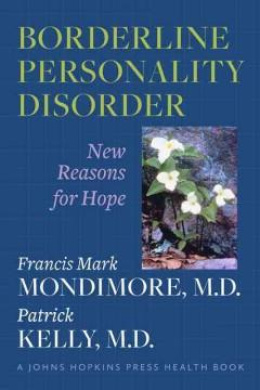 BORDERLINE
PERSONALITY
DISORDER
New
Reasons
for Hope
Francis Mark
MONDIMORE, M.D.
Patrick
KELLY, M.D.
A JOHNS HOPKINS PRESS HEALTH BOOK